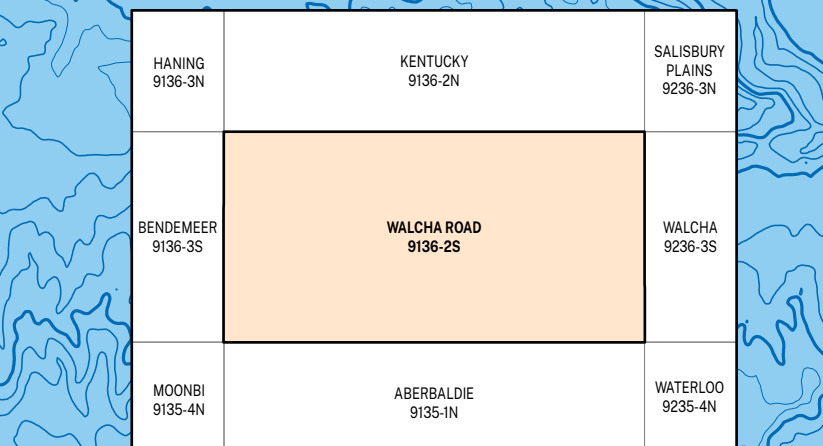 HANING
9136-3N
KENTUCKY
9136-2N
SALISBURY
PLAINS
9236-3N
BENDEMEER
9136-3S
WALCHA ROAD
9136-2S
WALCHA
9236-3S
MOONBI
9135-4N
ABERBALDIE
9135-1N
WATERLOO
9235-4N